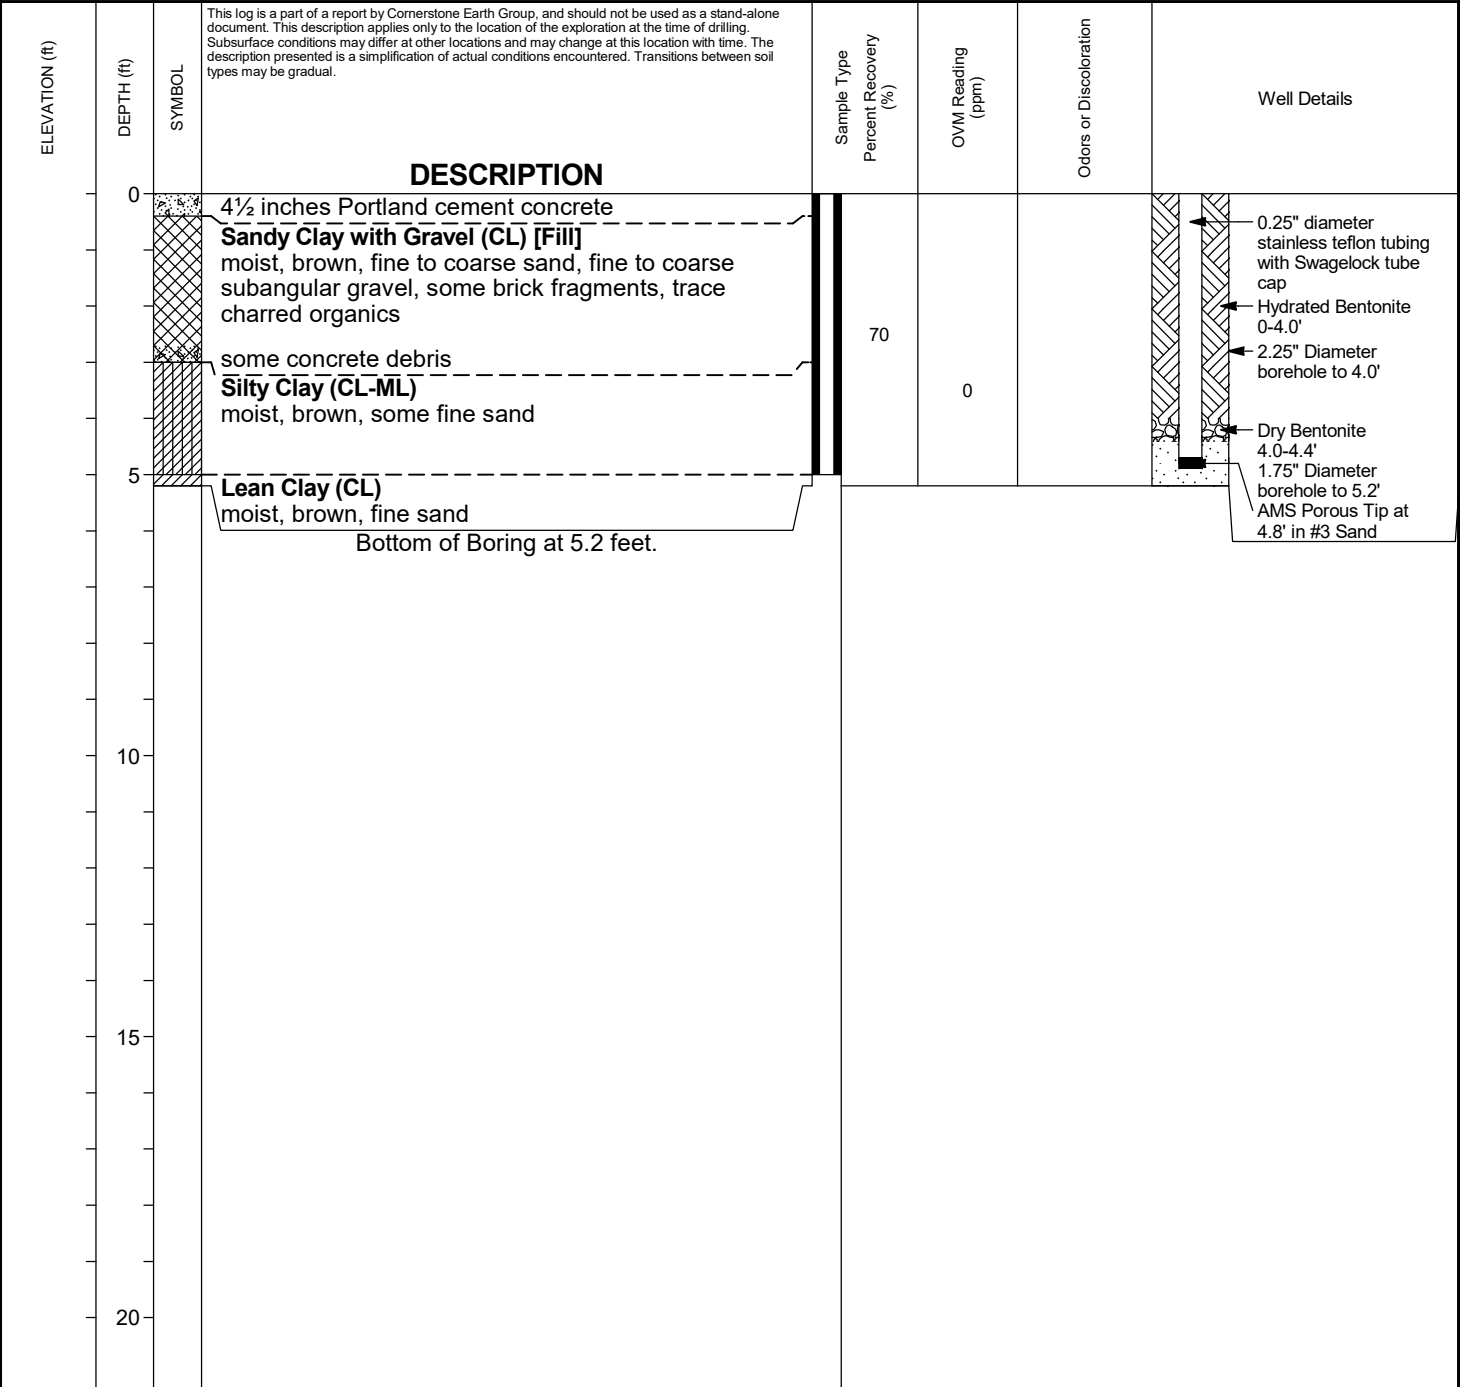 This log is a part of a report by Cornerstone Earth Group, and should not be used as a stand-alone
document. This description applies only to the location of the exploration at the time of drilling.
Subsurface conditions may differ at other locations and may change at this location with time. The
description presented is a simplification of actual conditions encountered. Transitions between soil
types may be gradual.
ELEVATION (ft)
DEPTH (ft)
SYMBOL
DESCRIPTION
Sample Type
Percent Recovery
(%)
OVM Reading
(ppm)
Odors or Discoloration
Well Details
0
4½ inches Portland cement concrete
Sandy Clay with Gravel (CL) [Fill]
moist, brown, fine to coarse sand, fine to coarse
subangular gravel, some brick fragments, trace
charred organics
some concrete debris
Silty Clay (CL-ML)
moist, brown, some fine sand
5
Lean Clay (CL)
moist, brown, fine sand
Bottom of Boring at 5.2 feet.
70
0
0.25" diameter
stainless teflon tubing
with Swagelock tube
cap
Hydrated Bentonite
0-4.0'
2.25" Diameter
borehole to 4.0'
Dry Bentonite
4.0-4.4'
1.75" Diameter
borehole to 5.2'
AMS Porous Tip at
4.8' in #3 Sand
10
15
20